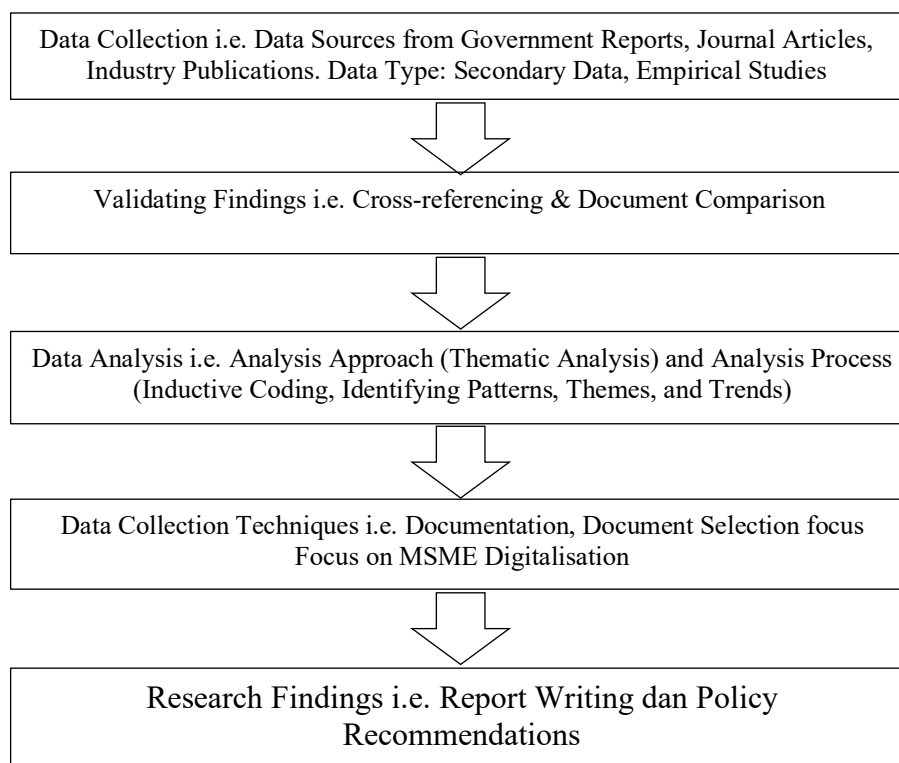 Data Collection i.e. Data Sources from Government Reports, Journal Articles,
Industry Publications. Data Type: Secondary Data, Empirical Studies
Validating Findings i.e. Cross-referencing & Document Comparison
Data Analysis i.e. Analysis Approach (Thematic Analysis) and Analysis Process
(Inductive Coding, Identifying Patterns, Themes, and Trends)
Data Collection Techniques i.e. Documentation, Document Selection focus
Focus on MSME Digitalisation
Research Findings i.e. Report Writing dan Policy
Recommendations